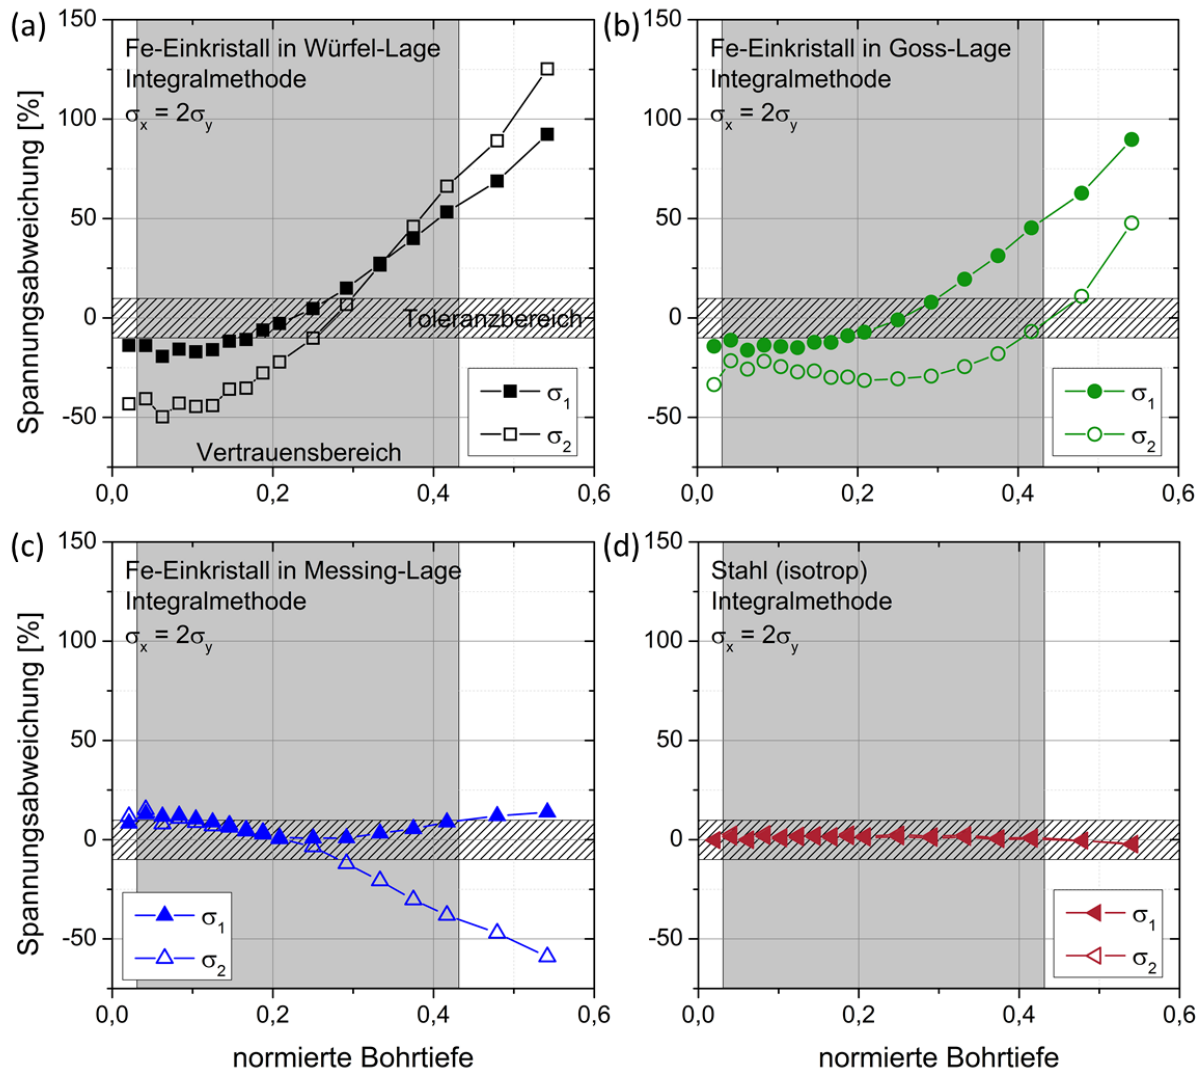 (a)
150
100
50
0
-50
Spannungsabweichung [%]
Fe-Einkristall in Würfel-Lage
Integralmethode
σx = 2σy
Toleranzbereich
Vertrauensbereich
σ1
σ2
0,0
0,2
0,4
0,6
(b)
150
100
50
0
-50
Fe-Einkristall in Goss-Lage
Integralmethode
σx = 2σy
σ1
σ2
0,0
0,2
0,4
0,6
(c)
150
100
50
0
-50
Spannungsabweichung [%]
Fe-Einkristall in Messing-Lage
Integralmethode
σx = 2σy
σ1
σ2
0,0
0,2
0,4
0,6
normierte Bohrtiefe
(d)
150
100
50
0
-50
Stahl (isotrop)
Integralmethode
σx = 2σy
σ1
σ2
0,0
0,2
0,4
0,6
normierte Bohrtiefe